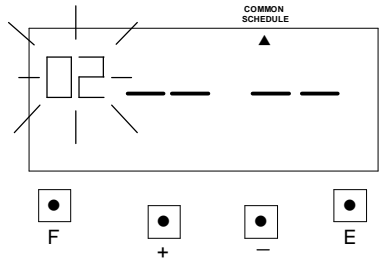 COMMON
SCHEDULE
02 -- --
F + − E